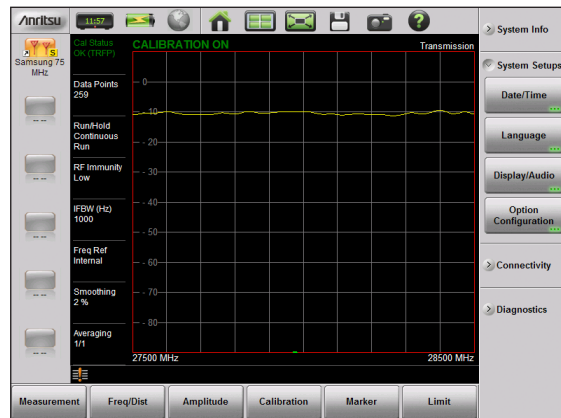 Anritsu
11:57
Samsung 75
MHz
S
--
--
--
--
--
Cal Status
OK (TRFP)
Data Points
259
Run/Hold
Continuous
Run
RF Immunity
Low
IFBW (Hz)
1000
Freq Ref
Internal
Smoothing
2 %
Averaging
1/1
CALIBRATION ON
Transmission
0
- 10
- 20
- 30
- 40
- 50
- 60
- 70
- 80
27500 MHz
28500 MHz
System Info
System Setups
Date/Time
Language
Display/Audio
Option
Configuration
Connectivity
Diagnostics
Measurement
Freq/Dist
Amplitude
Calibration
Marker
Limit